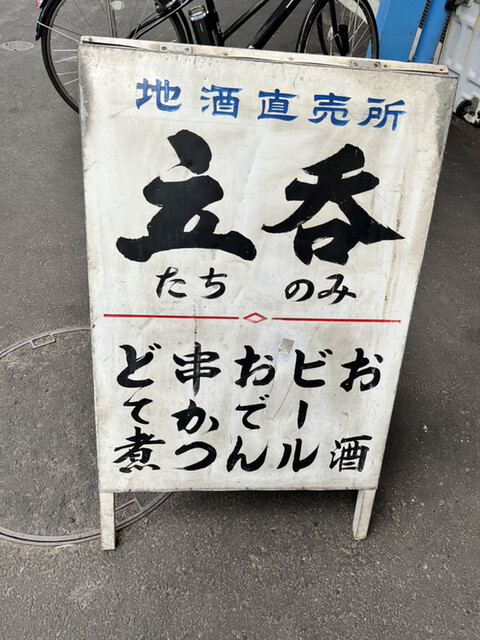 地酒直売所
立呑
たち のみ
お酒
ビール
おでん
串かつ
どて煮